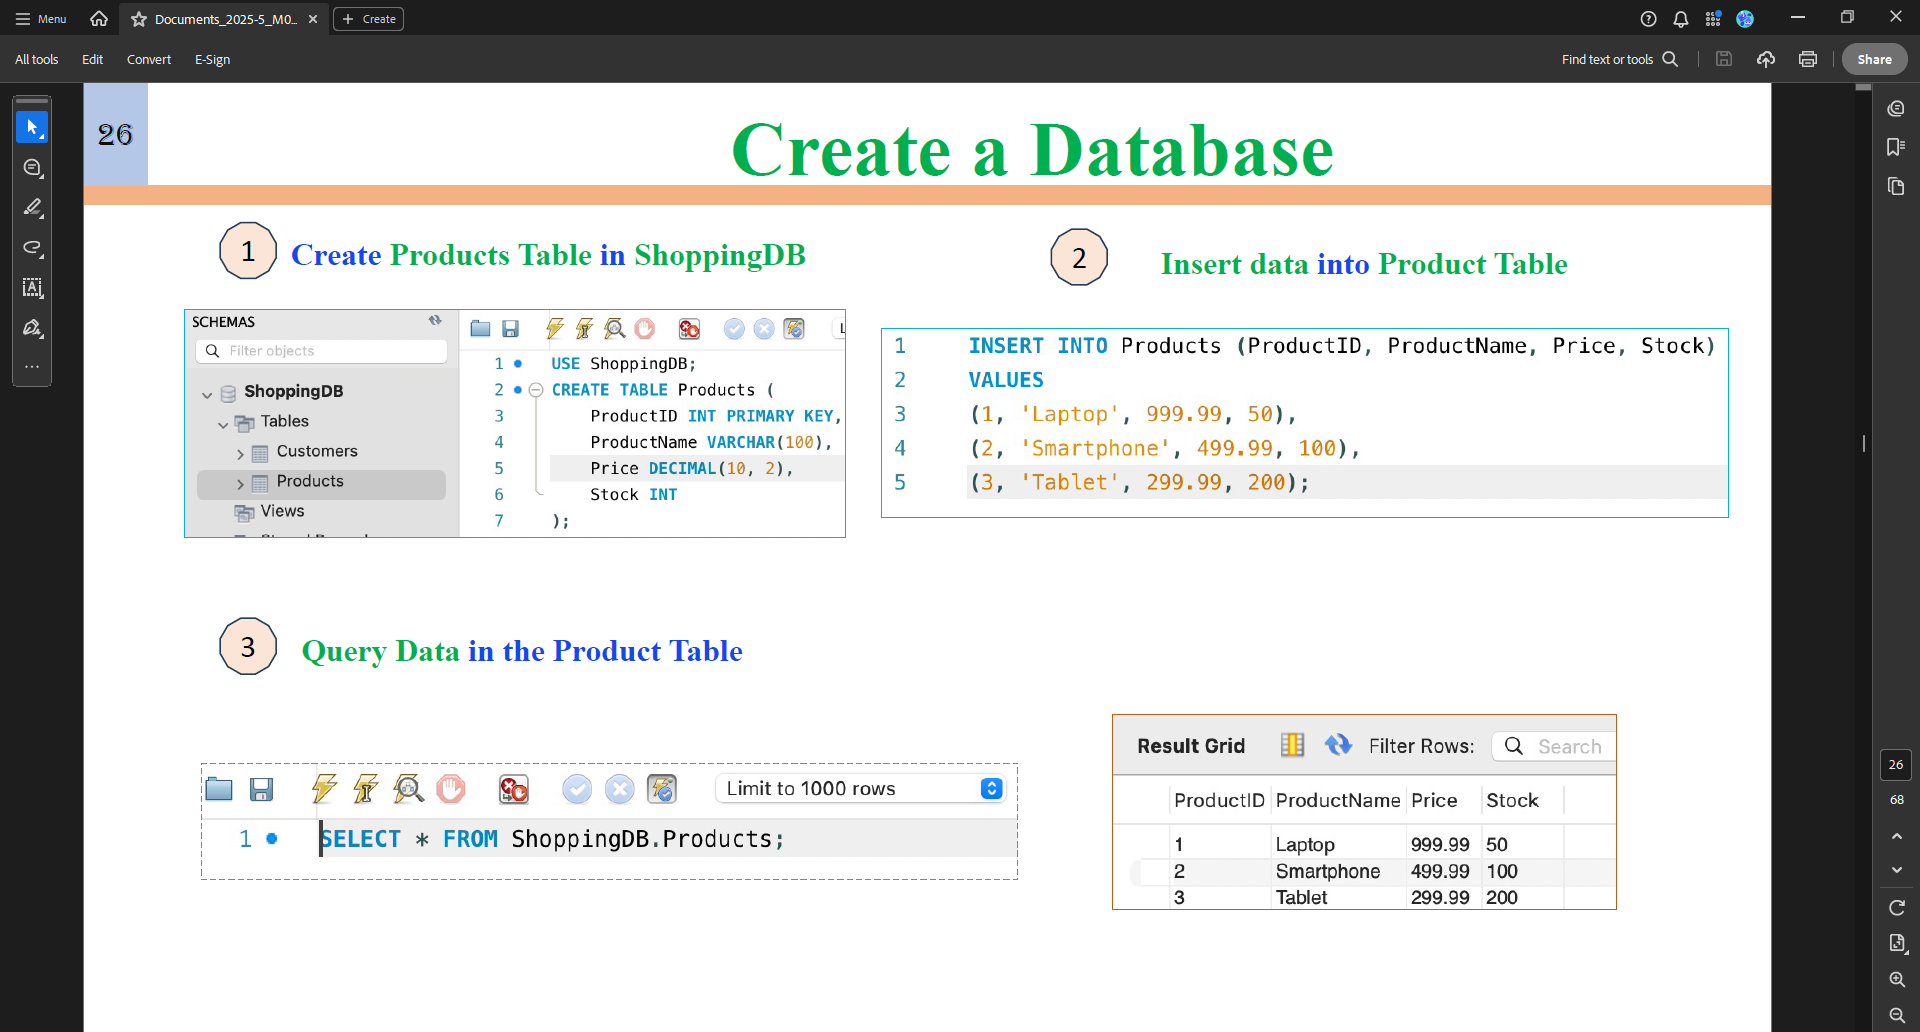 Menu
Documents_2025-5_M0...
Create
All tools
Edit
Convert
E-Sign
Find text or tools
Share
26
Create a Database
1
Create Products Table in ShoppingDB
SCHEMAS
Filter objects
ShoppingDB
Tables
Customers
Products
Views
1 USE ShoppingDB;
2 CREATE TABLE Products (
3 ProductID INT PRIMARY KEY,
4 ProductName VARCHAR(100),
5 Price DECIMAL(10, 2),
6 Stock INT
7 );
2
Insert data into Product Table
1 INSERT INTO Products (ProductID, ProductName, Price, Stock)
2 VALUES
3 (1, 'Laptop', 999.99, 50),
4 (2, 'Smartphone', 499.99, 100),
5 (3, 'Tablet', 299.99, 200);
3
Query Data in the Product Table
Limit to 1000 rows
1 SELECT * FROM ShoppingDB.Products;
Result Grid
Filter Rows:
Search
ProductID ProductName Price Stock
1 Laptop 999.99 50
2 Smartphone 499.99 100
3 Tablet 299.99 200
26
68